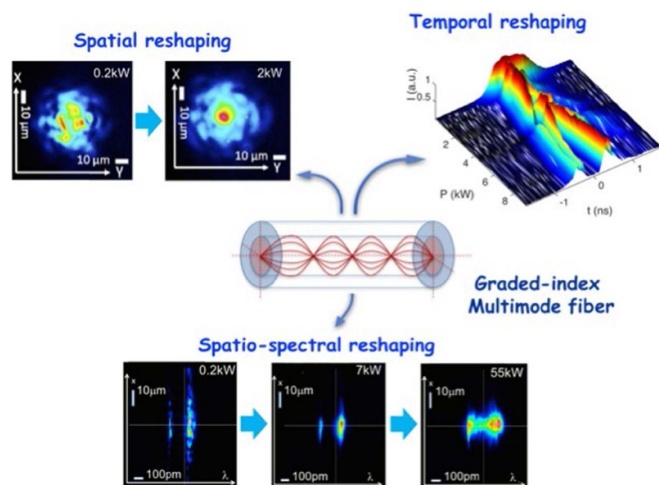 Spatial reshaping
Temporal reshaping
X
0.2kW
10 μm
10 μm
Y
X
2kW
10 μm
10 μm
Y
I (a.u.)
1
0.5
2
4
6
8
P (kW)
-1
0
1
t (ns)
Graded-index
Multimode fiber
Spatio-spectral reshaping
x
0.2kW
10μm
100pm
λ
x
7kW
10μm
100pm
λ
x
55kW
10μm
100pm
λ